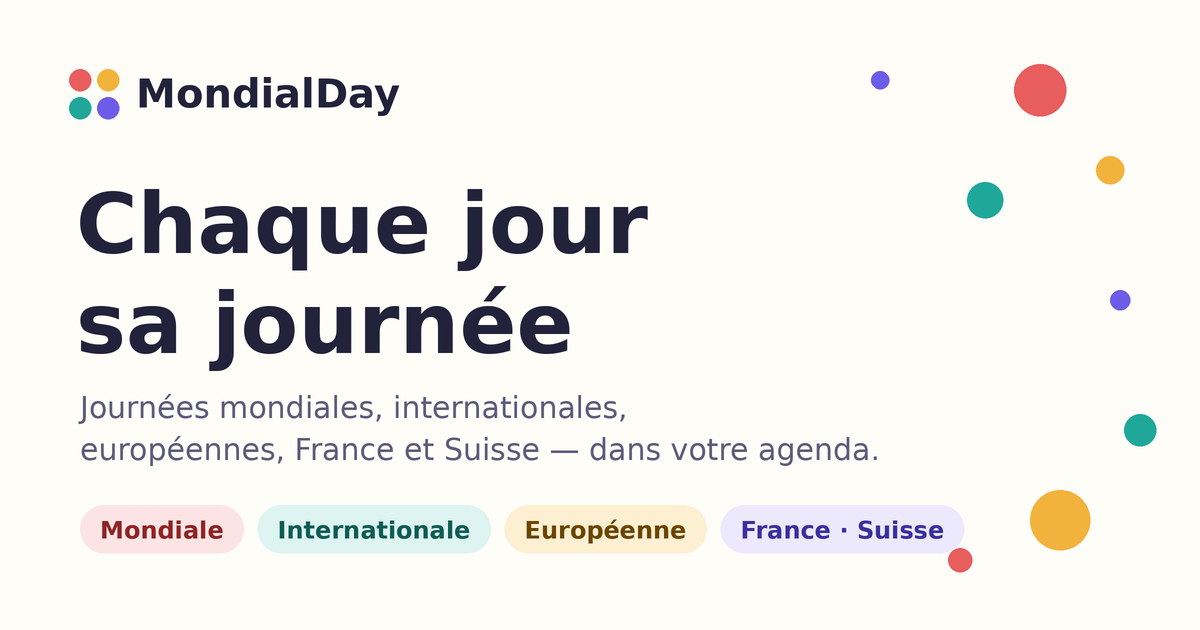 MondialDay
Chaque jour
sa journée
Journées mondiales, internationales,
européennes, France et Suisse — dans votre agenda.
Mondiale
Internationale
Européenne
France · Suisse